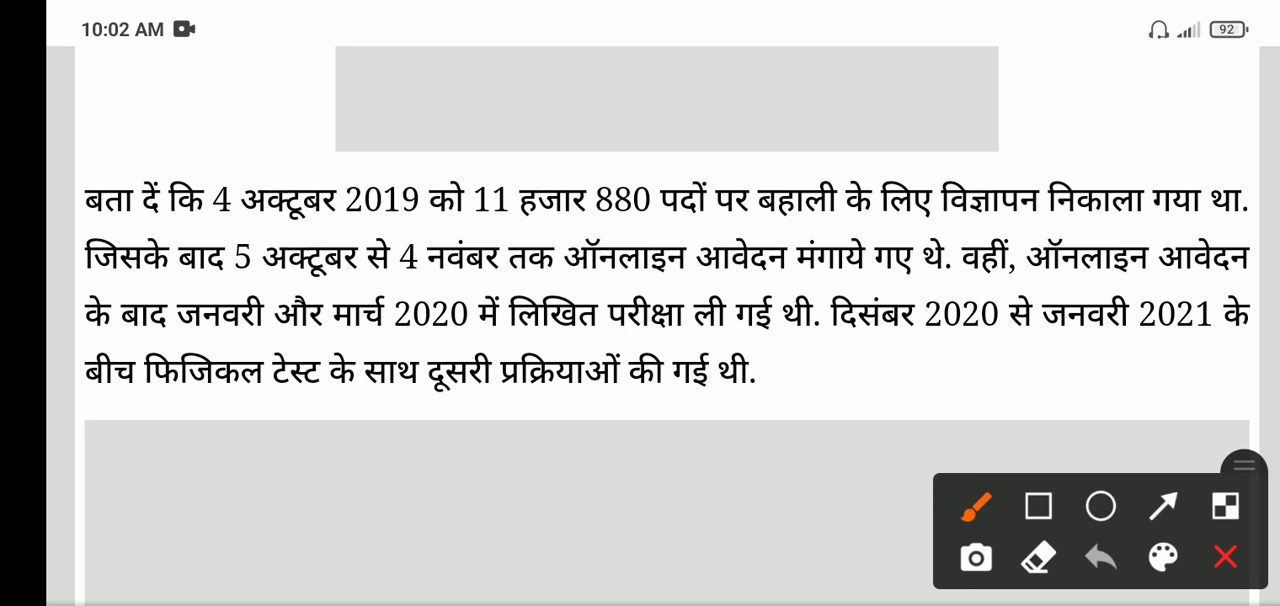 10:02 AM
92
बता दें कि 4 अक्टूबर 2019 को 11 हजार 880 पदों पर बहाली के लिए विज्ञापन निकाला गया था.
जिसके बाद 5 अक्टूबर से 4 नवंबर तक ऑनलाइन आवेदन मंगाये गए थे. वहीं, ऑनलाइन आवेदन
के बाद जनवरी और मार्च 2020 में लिखित परीक्षा ली गई थी. दिसंबर 2020 से जनवरी 2021 के
बीच फिजिकल टेस्ट के साथ दूसरी प्रक्रियाओं की गई थी.